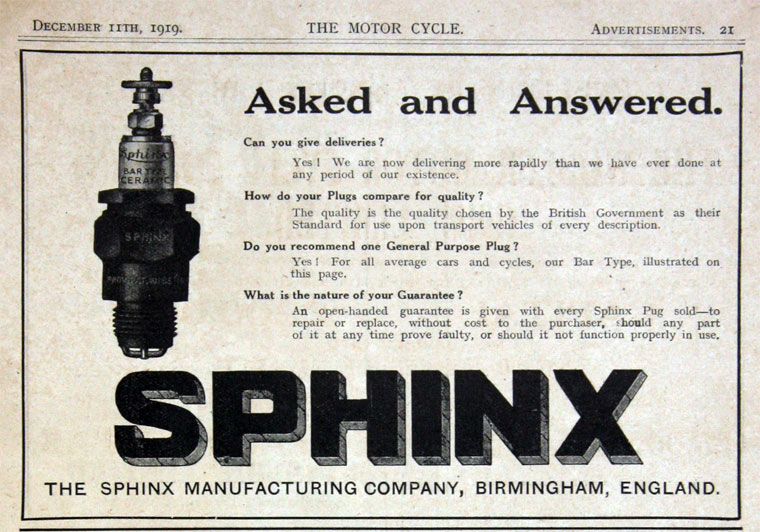 DECEMBER 11TH, 1919. THE MOTOR CYCLE. ADVERTISEMENTS. 21
Asked and Answered.
Can you give deliveries?
Yes! We are now delivering more rapidly than we have ever done at
any period of our existence.
How do your Plugs compare for quality?
The quality is the quality chosen by the British Government as their
Standard for use upon transport vehicles of every description.
Do you recommend one General Purpose Plug?
Yes! For all average cars and cycles, our Bar Type, illustrated on
this page.
What is the nature of your Guarantee?
An open-handed guarantee is given with every Sphinx Pug sold—to
repair or replace, without cost to the purchaser, should any part
of it at any time prove faulty, or should it not function properly in use.
Sphinx
BAR TYPE
CERAMIC
SPHINX
SPHINX
THE SPHINX MANUFACTURING COMPANY, BIRMINGHAM, ENGLAND.